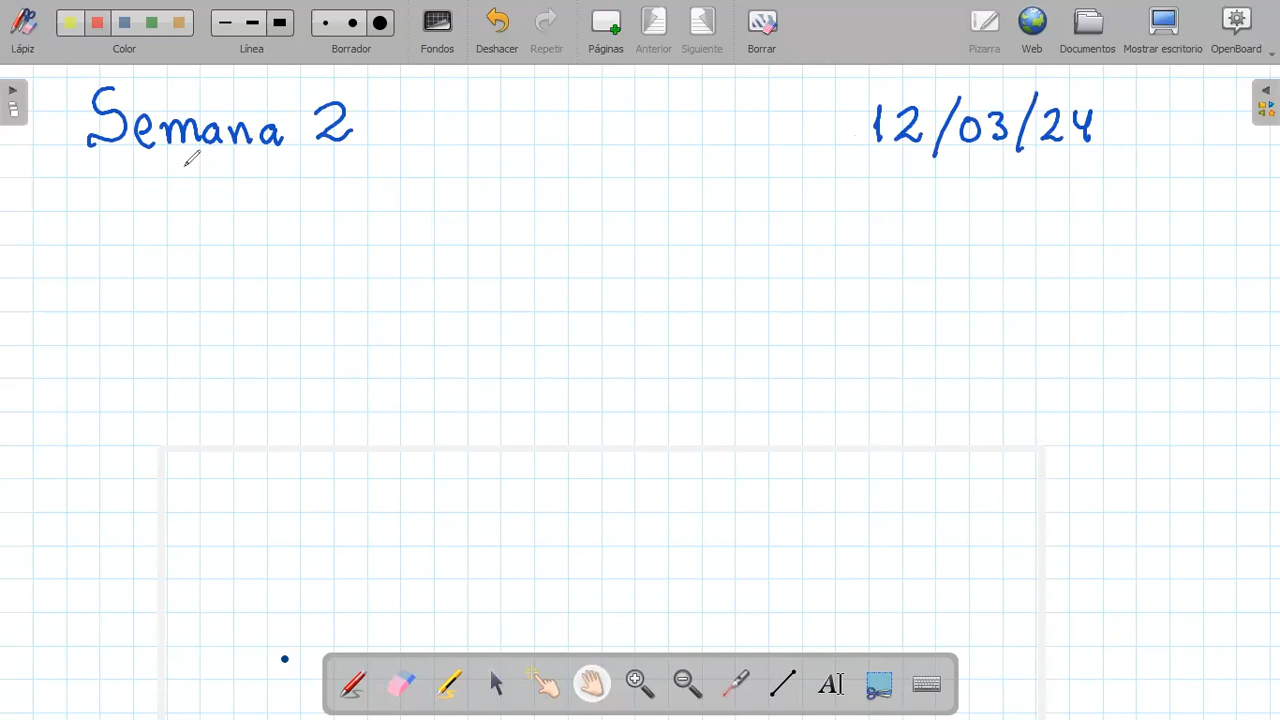 Lápiz Color Línea Borrador Fondos Deshacer Repetir Páginas Anterior Siguiente Borrar Pizarra Web Documentos Mostrar escritorio OpenBoard
Semana 2 12/03/24